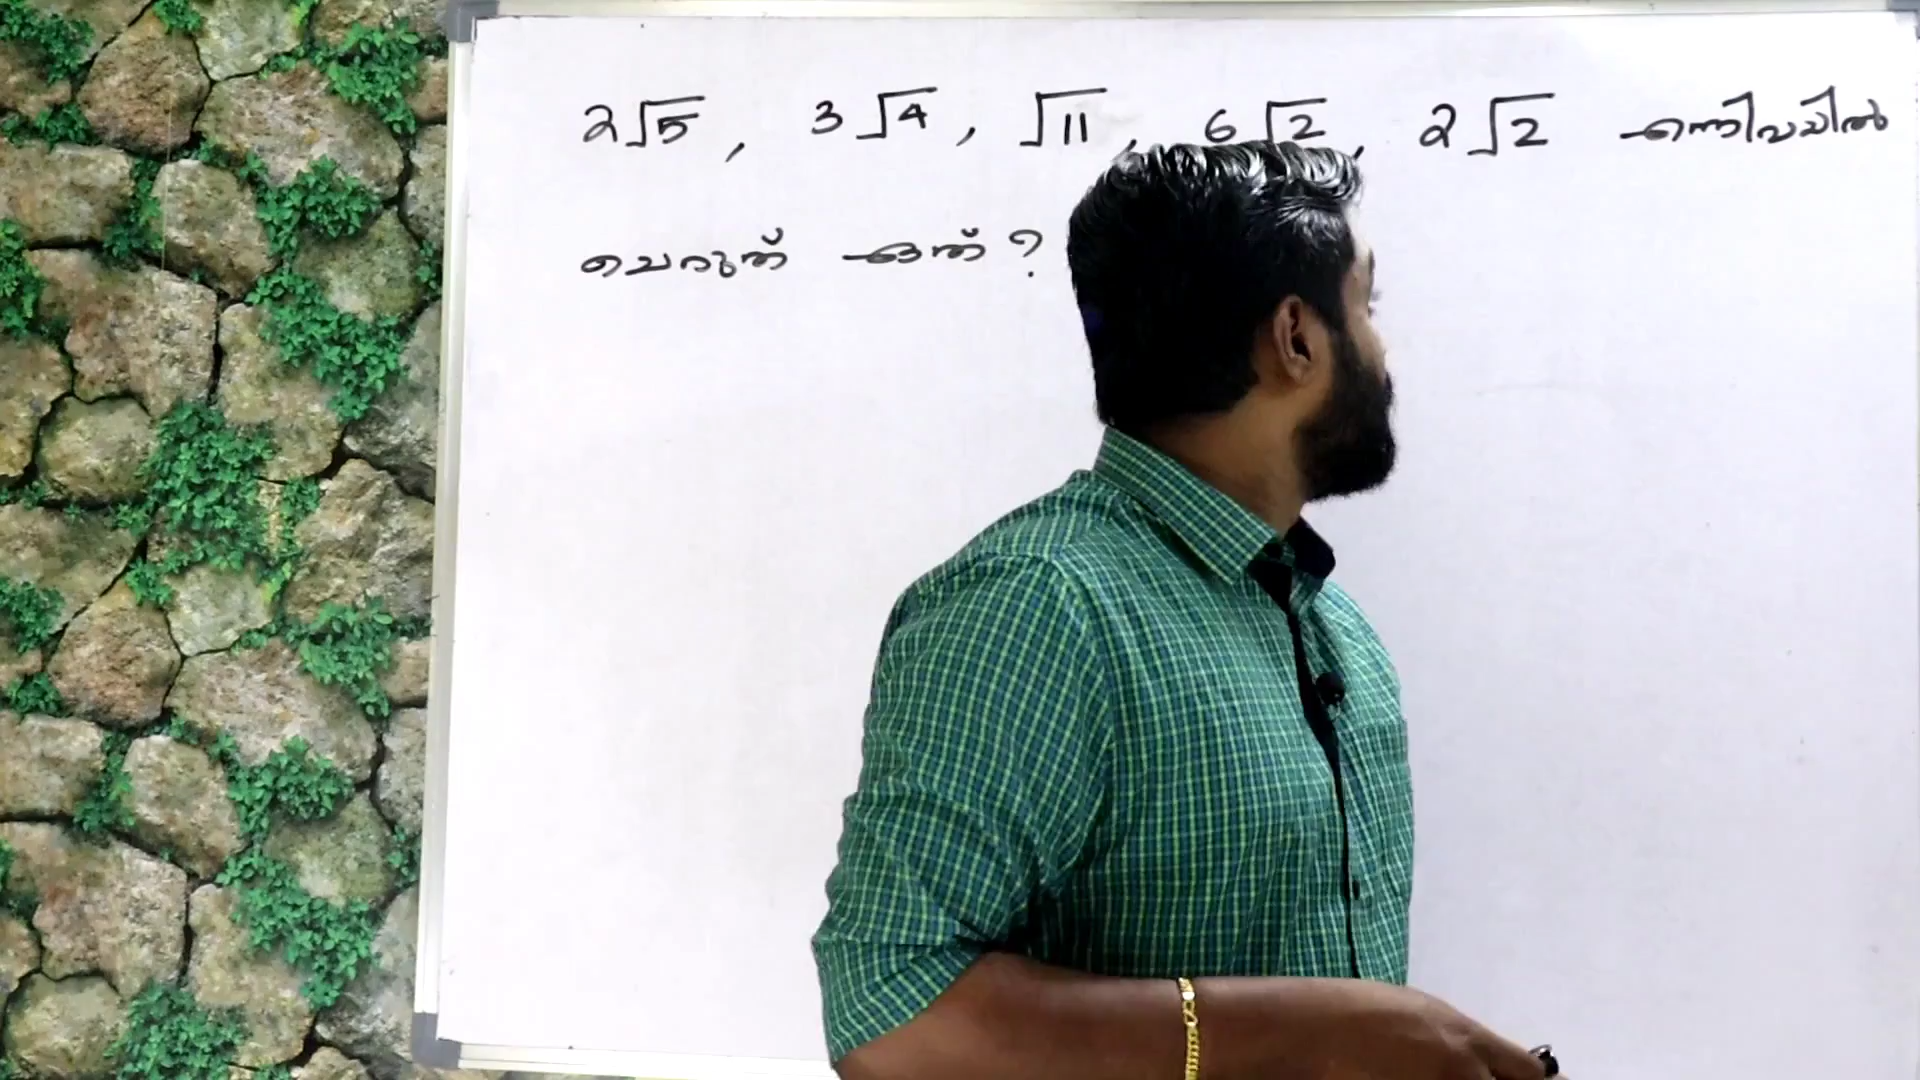 2√5, 3√4, √11, 6√2, 2√2 എന്നിവയിൽ
ചെറുത് ഏത് ?